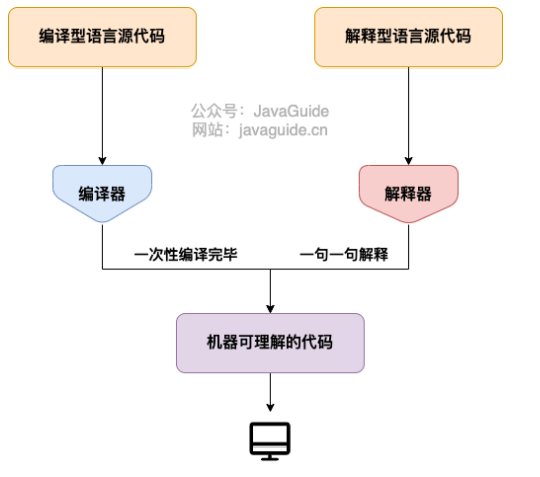 编译型语言源代码
解释型语言源代码
公众号：JavaGuide
网站：javaguide.cn
编译器
解释器
一次性编译完毕
一句一句解释
机器可理解的代码